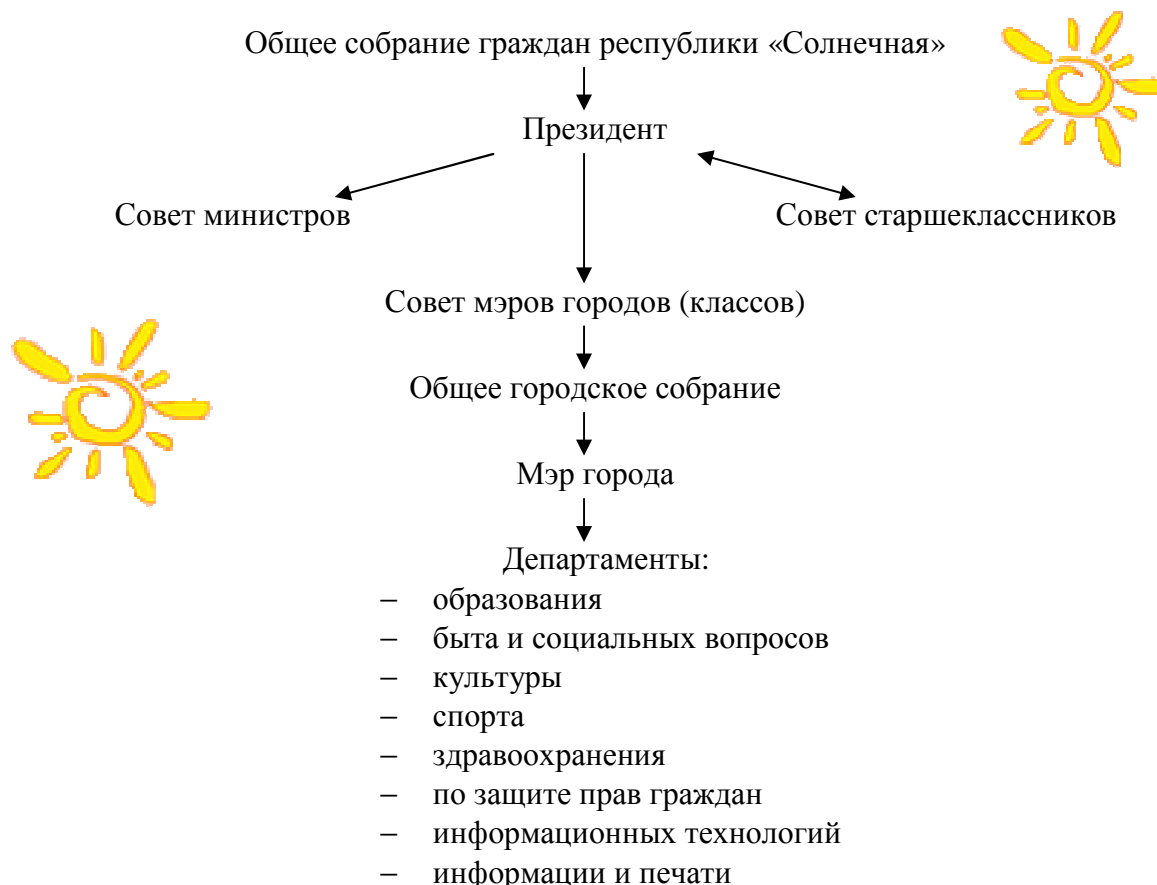 Общее собрание граждан республики «Солнечная»
Президент
Совет министров
Совет старшеклассников
Совет мэров городов (классов)
Общее городское собрание
Мэр города
Департаменты:
– образования
– быта и социальных вопросов
– культуры
– спорта
– здравоохранения
– по защите прав граждан
– информационных технологий
– информации и печати